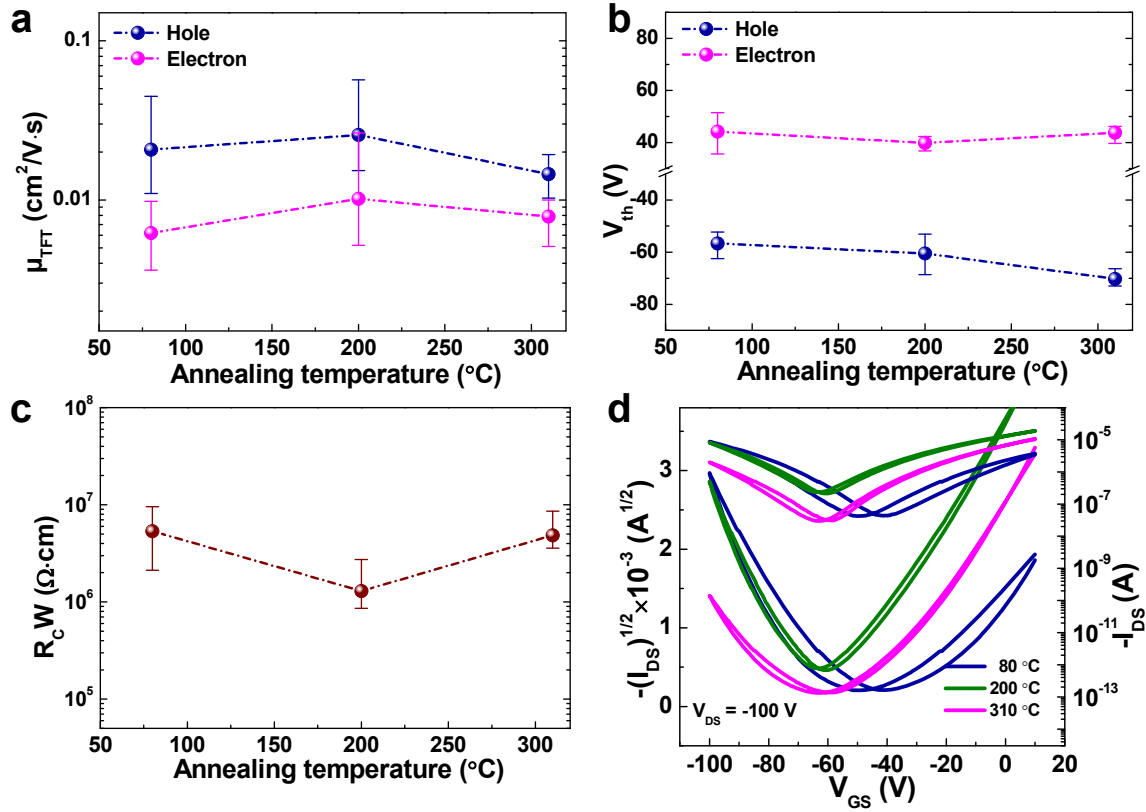 a
Hole
Electron
0.1
0.01
μTFT (cm²/V·s)
50 100 150 200 250 300
Annealing temperature (°C)
b
Hole
Electron
80
60
40
-40
-60
-80
Vth (V)
50 100 150 200 250 300
Annealing temperature (°C)
c
10⁸
10⁷
10⁶
10⁵
RcW (Ω·cm)
50 100 150 200 250 300
Annealing temperature (°C)
d
3
2
1
0
-(IDS)^1/2×10⁻³ (A^1/2)
10⁻⁵
10⁻⁷
10⁻⁹
10⁻¹¹
10⁻¹³
-IDS (A)
80 °C
200 °C
310 °C
VDS = -100 V
-100 -80 -60 -40 -20 0 20
VGS (V)